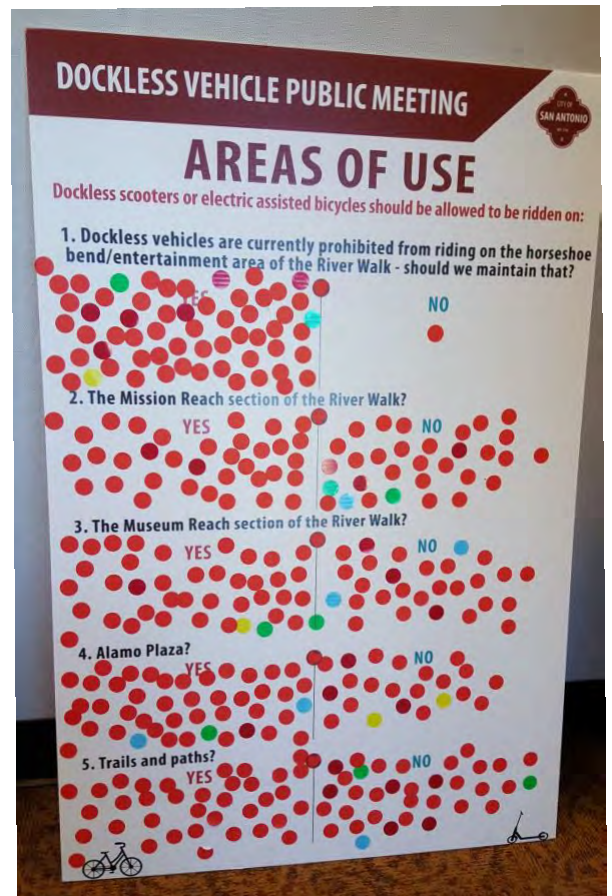 DOCKLESS VEHICLE PUBLIC MEETING
CITY OF
SAN ANTONIO
AREAS OF USE
Dockless scooters or electric assisted bicycles should be allowed to be ridden on:
1. Dockless vehicles are currently prohibited from riding on the horseshoe
bend/entertainment area of the River Walk - should we maintain that?
YES
NO
2. The Mission Reach section of the River Walk?
YES
NO
3. The Museum Reach section of the River Walk?
YES
NO
4. Alamo Plaza?
YES
NO
5. Trails and paths?
YES
NO